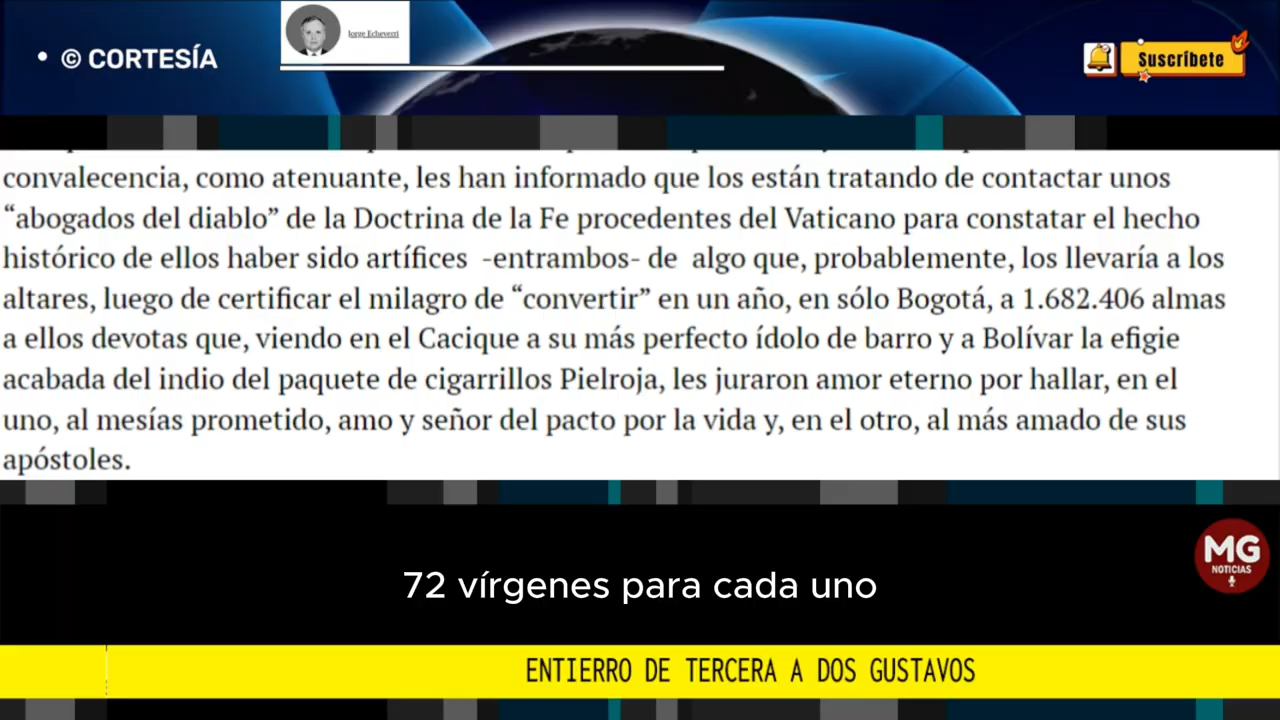 • © CORTESÍA
Jorge Echeverri
Suscríbete
convalecencia, como atenuante, les han informado que los están tratando de contactar unos
“abogados del diablo” de la Doctrina de la Fe procedentes del Vaticano para constatar el hecho
histórico de ellos haber sido artífices -entrambos- de algo que, probablemente, los llevaría a los
altares, luego de certificar el milagro de “convertir” en un año, en sólo Bogotá, a 1.682.406 almas
a ellos devotas que, viendo en el Cacique a su más perfecto ídolo de barro y a Bolívar la efigie
acabada del indio del paquete de cigarrillos Pielroja, les juraron amor eterno por hallar, en el
uno, al mesías prometido, amo y señor del pacto por la vida y, en el otro, al más amado de sus
apóstoles.
MG
NOTICIAS
72 vírgenes para cada uno
ENTIERRO DE TERCERA A DOS GUSTAVOS